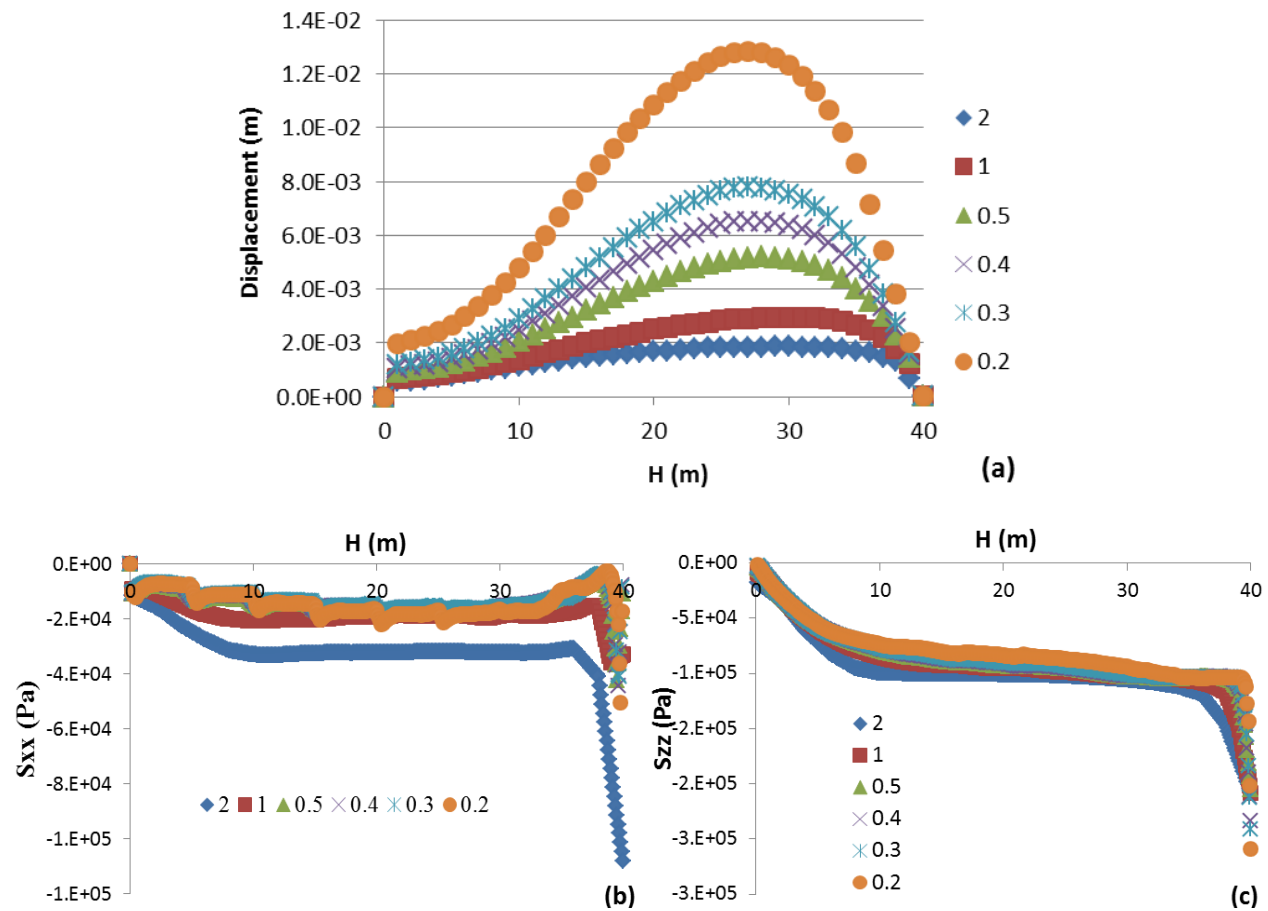 1.4E-02
1.2E-02
1.0E-02
8.0E-03
6.0E-03
4.0E-03
2.0E-03
0.0E+00
Displacement (m)
0 10 20 30 40
H (m)
2
1
0.5
0.4
0.3
0.2
(a)
H (m)
0.E+00
-2.E+04
-4.E+04
-6.E+04
-8.E+04
-1.E+05
-1.E+05
Sxx (Pa)
0 10 20 30 40
2 1 0.5 0.4 0.3 0.2
(b)
H (m)
0.E+00
-5.E+04
-1.E+05
-2.E+05
-2.E+05
-3.E+05
-3.E+05
Szz (Pa)
0 10 20 30 40
2
1
0.5
0.4
0.3
0.2
(c)